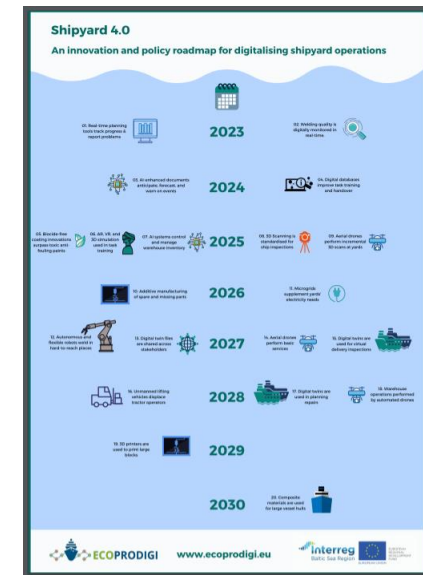 Shipyard 4.0
An innovation and policy roadmap for digitalising shipyard operations
2023
01. Real time planning
tools track progress &
report problems
02. Welding quality is
digitally monitored in
real-time
2024
03. AI enhanced documents
anticipate, forecast, and
warn on events
04. Digital databases
improve task training
and handover
2025
05. Biocide-free
coating innovations
surpass toxic anti
fouling paints
06. AR, VR, and
3D simulation
used in task
training
07. AI systems control
and manage
warehouse inventory
08. 3D Scanning is
standardised for
ship inspections
09. Aerial drones
perform incremental
3D scans at yards
2026
10. Additive manufacturing
of spare and missing parts
11. Microgrids
supplement yards'
electricity needs
2027
12. Autonomous and
flexible robots weld in
hard-to-reach places
13. Digital twin files
are shared across
stakeholders
14. Aerial drones
perform basic
services
15. Digital twins are
used for virtual
delivery inspections
2028
16. Unmanned lifting
vehicles displace
tractor operators
17. Digital twins are
used in planning
repairs
18. Warehouse
operations performed
by automated drones
2029
19. 3D printers are
used to print large
blocks
2030
20. Composite
materials are used
for large vessel hulls
ECOPRODIGI
www.ecoprodigi.eu
Interreg
Baltic Sea Region